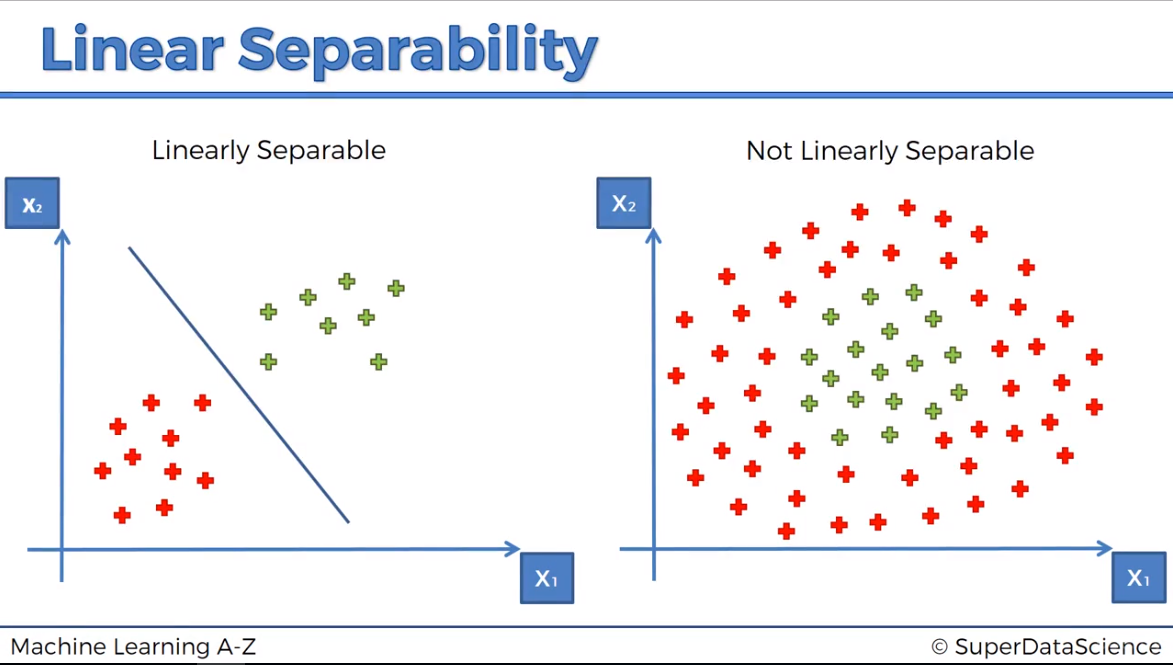 Linear Separability
Linearly Separable
Not Linearly Separable
X₂
X₂
X₁
X₁
Machine Learning A-Z
© SuperDataScience